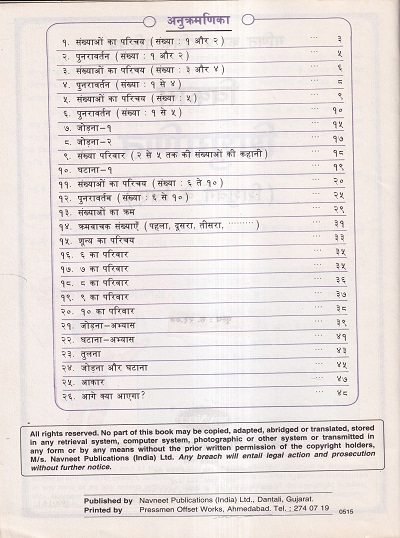 अनुक्रमणिका
१. संख्याओं का परिचय (संख्या : १ और २) ... ३
२. पुनरावर्तन (संख्या : १ और २) ... ५
३. संख्याओं का परिचय (संख्या : ३ और ४) ... ६
४. पुनरावर्तन (संख्या : १ से ४) ... ८
५. संख्याओं का परिचय (संख्या : ५) ... ९
६. पुनरावर्तन (संख्या : १ से ५) ... १०
७. जोड़ना-१ ... १५
८. जोड़ना-२ ... १७
९. संख्या परिवार (२ से ५ तक की संख्याओं की कहानी) ... १८
१०. घटाना-१ ... १९
११. संख्याओं का परिचय (संख्या : ६ ते १०) ... २०
१२. पुनरावर्तन (संख्या : ६ से १०) ... २५
१३. संख्याओं का क्रम ... २९
१४. क्रमवाचक संख्याएँ (पहला, दूसरा, तीसरा, .........) ... ३१
१५. शून्य का परिचय ... ३३
१६. ६ का परिवार ... ३५
१७. ७ का परिवार ... ३५
१८. ८ का परिवार ... ३६
१९. ९ का परिवार ... ३७
२०. १० का परिवार ... ३८
२१. जोड़ना-अभ्यास ... ३९
२२. घटाना-अभ्यास ... ४१
२३. तुलना ... ४३
२४. जोड़ना और घटाना ... ४५
२५. आकार ... ४७
२६. आगे क्या आएगा? ... ४८
All rights reserved. No part of this book may be copied, adapted, abridged or translated, stored
in any retrieval system, computer system, photographic or other system or transmitted in
any form or by any means without the prior written permission of the copyright holders,
M/s. Navneet Publications (India) Ltd. Any breach will entail legal action and prosecution
without further notice.
Published by Navneet Publications (India) Ltd., Dantali, Gujarat.
Printed by Pressmen Offset Works, Ahmedabad. Tel. : 274 07 19
0515